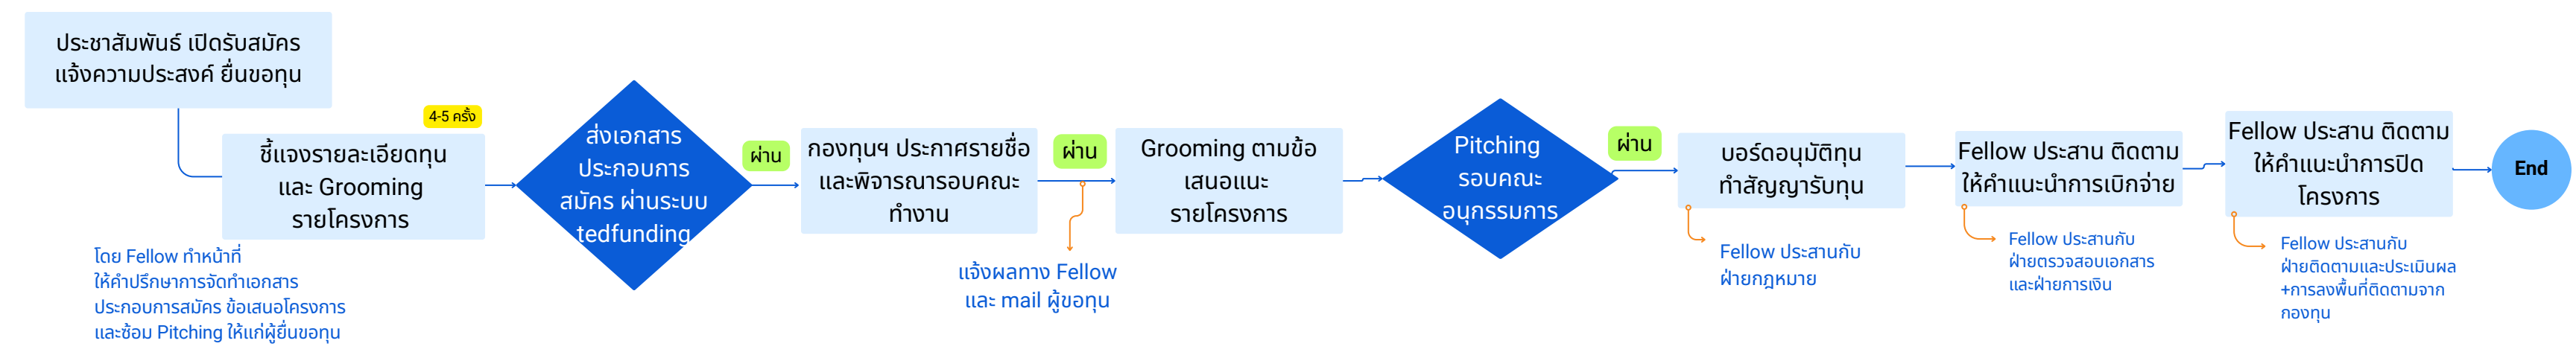 ประชาสัมพันธ์ เปิดรับสมัคร
แจ้งความประสงค์ ยื่นขอทุน
4-5 ครั้ง
ชี้แจงรายละเอียดทุน
และ Grooming
รายโครงการ
โดย Fellow ทำหน้าที่
ให้คำปรึกษาการจัดทำเอกสาร
ประกอบการสมัคร ข้อเสนอโครงการ
และซ้อม Pitching ให้แก่ผู้ยื่นขอทุน
ส่งเอกสาร
ประกอบการ
สมัคร ผ่านระบบ
tedfunding
ผ่าน
กองทุนฯ ประกาศรายชื่อ
และพิจารณารอบคณะ
ทำงาน
ผ่าน
แจ้งผลทาง Fellow
และ mail ผู้ขอทุน
Grooming ตามข้อ
เสนอแนะ
รายโครงการ
Pitching
รอบคณะ
อนุกรรมการ
ผ่าน
บอร์ดอนุมัติทุน
ทำสัญญารับทุน
Fellow ประสานกับ
ฝ่ายกฎหมาย
Fellow ประสาน ติดตาม
ให้คำแนะนำการเบิกจ่าย
Fellow ประสานกับ
ฝ่ายตรวจสอบเอกสาร
และฝ่ายการเงิน
Fellow ประสาน ติดตาม
ให้คำแนะนำการปิด
โครงการ
Fellow ประสานกับ
ฝ่ายติดตามและประเมินผล
+การลงพื้นที่ติดตามจาก
กองทุน
End